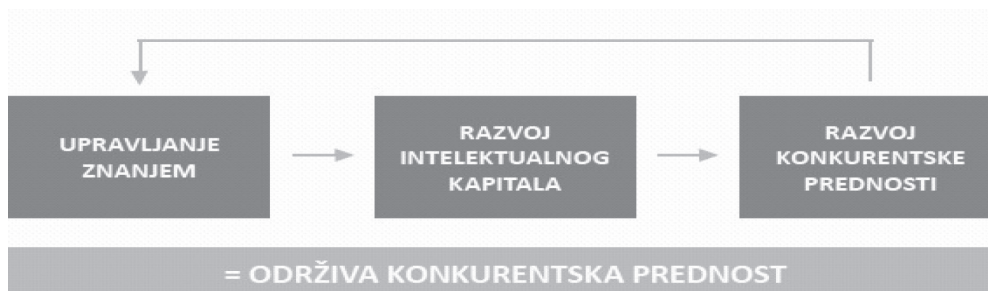 UPRAVLJANJE
ZNANJEM
RAZVOJ
INTELEKTUALNOG
KAPITALA
RAZVOJ
KONKURENTSKE
PREDNOSTI
= ODRŽIVA KONKURENTSKA PREDNOST